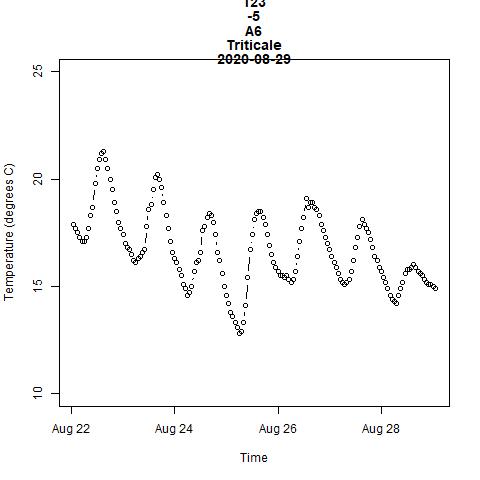 123
-5
A6
Triticale
2020-08-29
Temperature (degrees C)
25
20
15
10
Aug 22
Aug 24
Aug 26
Aug 28
Time